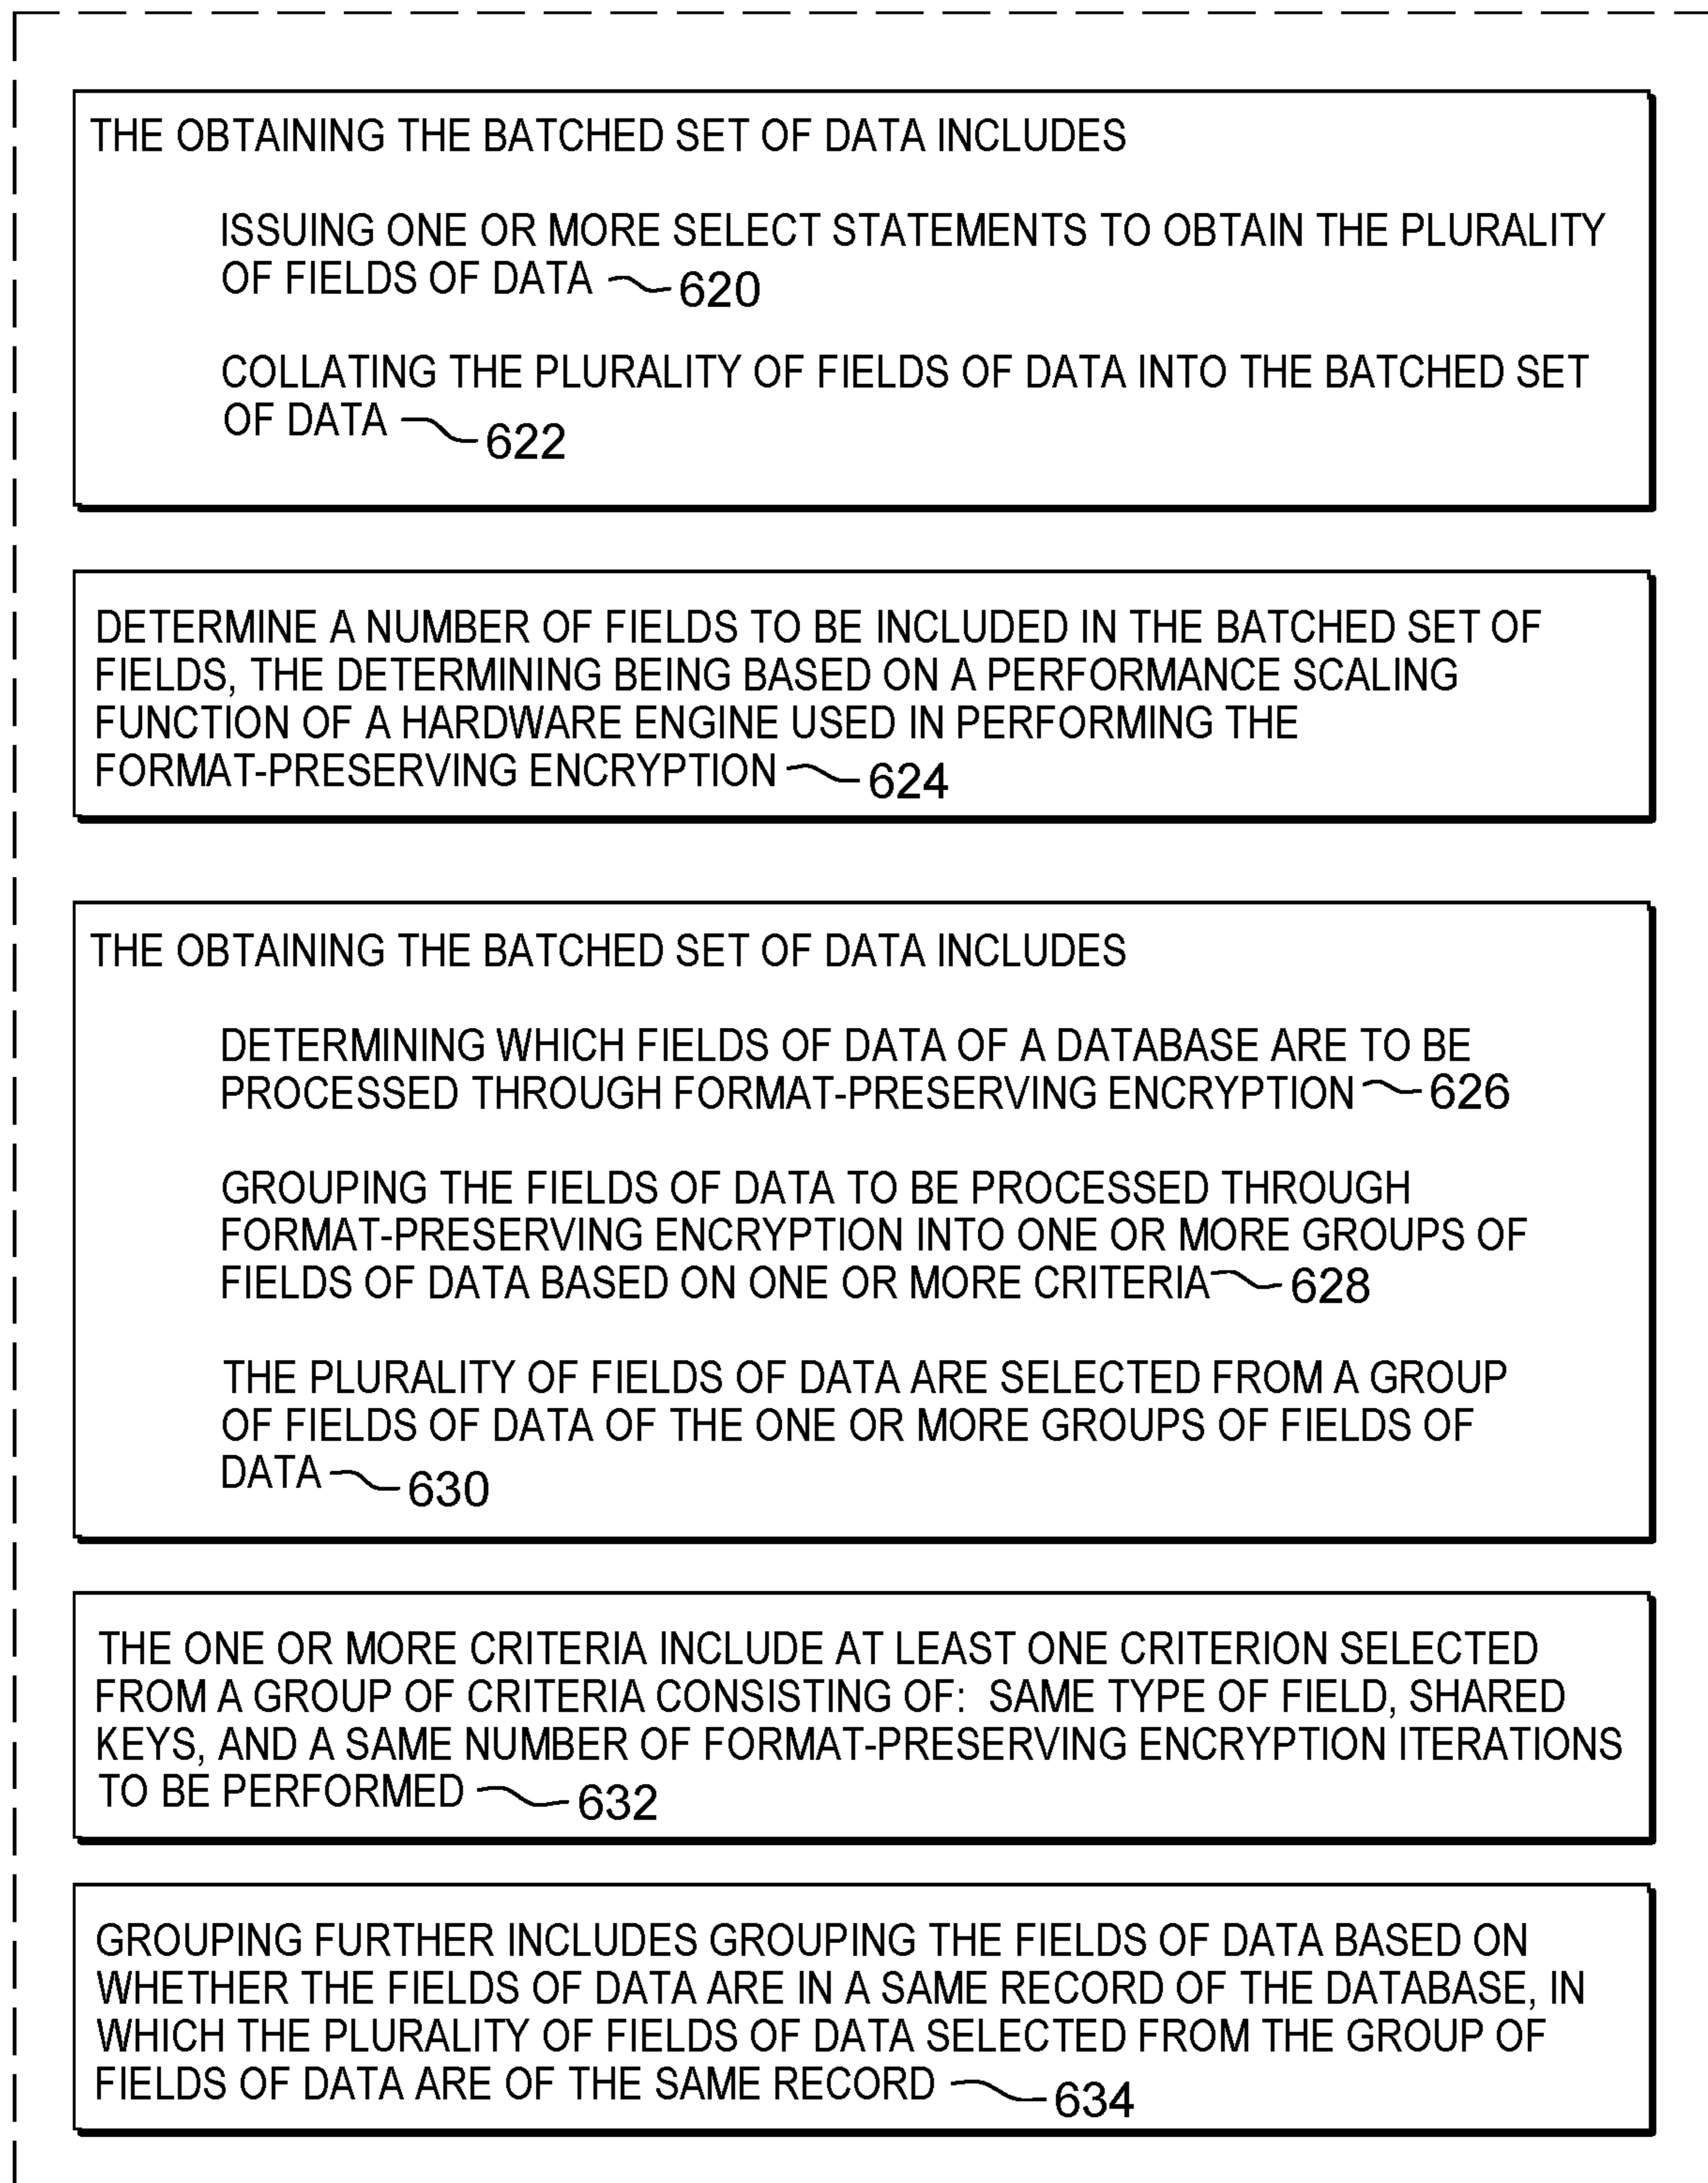 THE OBTAINING THE BATCHED SET OF DATA INCLUDES
ISSUING ONE OR MORE SELECT STATEMENTS TO OBTAIN THE PLURALITY
OF FIELDS OF DATA 620
COLLATING THE PLURALITY OF FIELDS OF DATA INTO THE BATCHED SET
OF DATA 622
DETERMINE A NUMBER OF FIELDS TO BE INCLUDED IN THE BATCHED SET OF
FIELDS, THE DETERMINING BEING BASED ON A PERFORMANCE SCALING
FUNCTION OF A HARDWARE ENGINE USED IN PERFORMING THE
FORMAT-PRESERVING ENCRYPTION 624
THE OBTAINING THE BATCHED SET OF DATA INCLUDES
DETERMINING WHICH FIELDS OF DATA OF A DATABASE ARE TO BE
PROCESSED THROUGH FORMAT-PRESERVING ENCRYPTION 626
GROUPING THE FIELDS OF DATA TO BE PROCESSED THROUGH
FORMAT-PRESERVING ENCRYPTION INTO ONE OR MORE GROUPS OF
FIELDS OF DATA BASED ON ONE OR MORE CRITERIA 628
THE PLURALITY OF FIELDS OF DATA ARE SELECTED FROM A GROUP
OF FIELDS OF DATA OF THE ONE OR MORE GROUPS OF FIELDS OF
DATA 630
THE ONE OR MORE CRITERIA INCLUDE AT LEAST ONE CRITERION SELECTED
FROM A GROUP OF CRITERIA CONSISTING OF: SAME TYPE OF FIELD, SHARED
KEYS, AND A SAME NUMBER OF FORMAT-PRESERVING ENCRYPTION ITERATIONS
TO BE PERFORMED 632
GROUPING FURTHER INCLUDES GROUPING THE FIELDS OF DATA BASED ON
WHETHER THE FIELDS OF DATA ARE IN A SAME RECORD OF THE DATABASE, IN
WHICH THE PLURALITY OF FIELDS OF DATA SELECTED FROM THE GROUP OF
FIELDS OF DATA ARE OF THE SAME RECORD 634